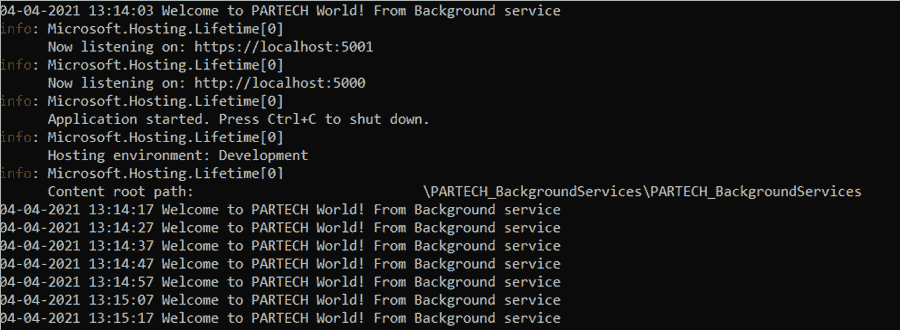 04-04-2021 13:14:03 Welcome to PARTECH World! From Background service
info: Microsoft.Hosting.Lifetime[0]
Now listening on: https://localhost:5001
info: Microsoft.Hosting.Lifetime[0]
Now listening on: http://localhost:5000
info: Microsoft.Hosting.Lifetime[0]
Application started. Press Ctrl+C to shut down.
info: Microsoft.Hosting.Lifetime[0]
Hosting environment: Development
info: Microsoft.Hosting.Lifetime[0]
Content root path: \PARTECH_BackgroundServices\PARTECH_BackgroundServices
04-04-2021 13:14:17 Welcome to PARTECH World! From Background service
04-04-2021 13:14:27 Welcome to PARTECH World! From Background service
04-04-2021 13:14:37 Welcome to PARTECH World! From Background service
04-04-2021 13:14:47 Welcome to PARTECH World! From Background service
04-04-2021 13:14:57 Welcome to PARTECH World! From Background service
04-04-2021 13:15:07 Welcome to PARTECH World! From Background service
04-04-2021 13:15:17 Welcome to PARTECH World! From Background service